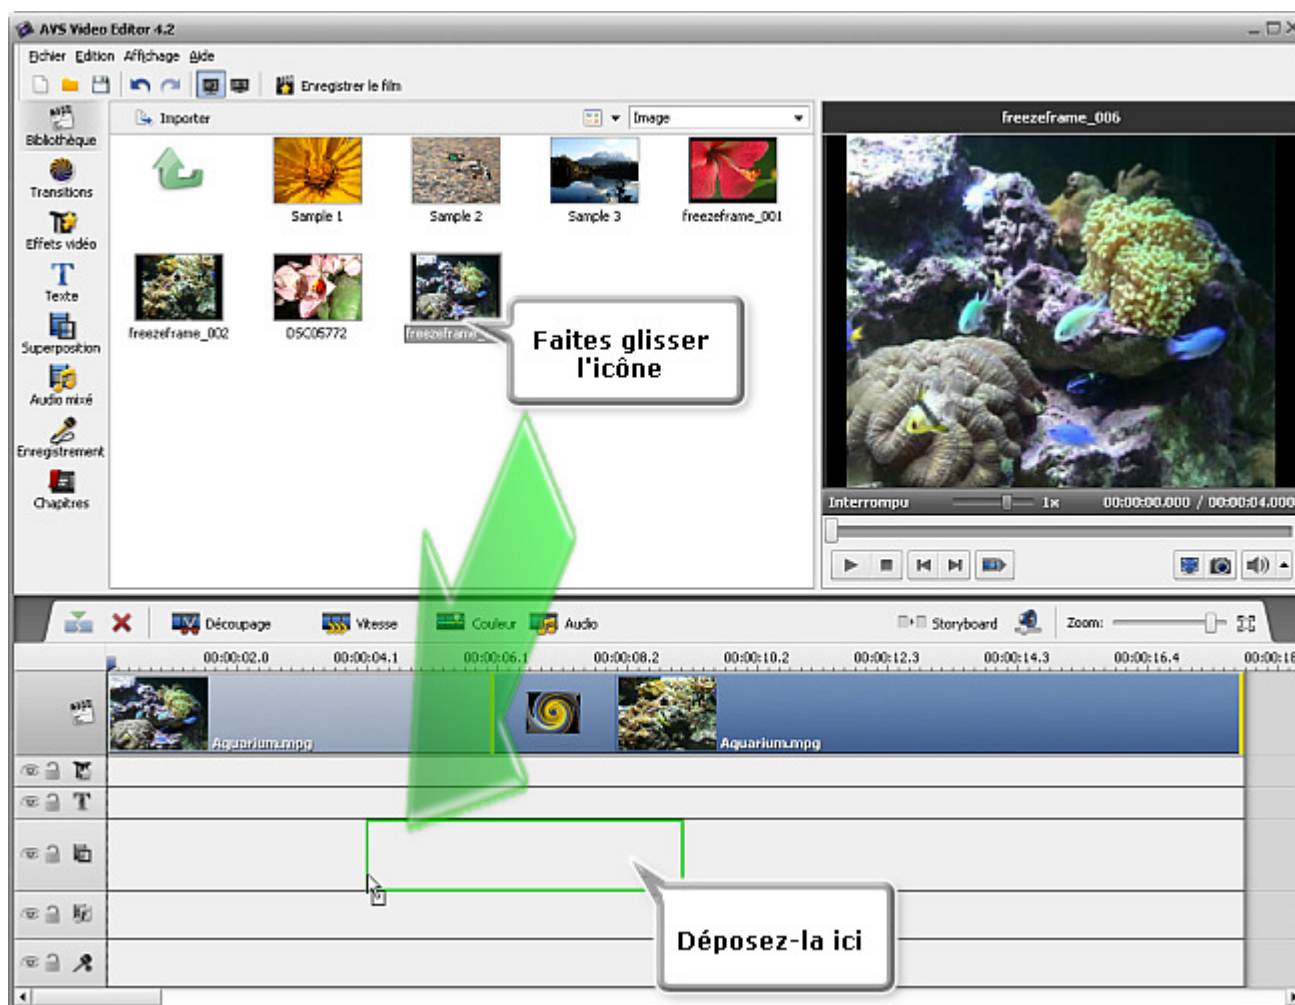 AVS Video Editor 4.2
Fichier Edition Affichage Aide
Enregistrer le film
Bibliothèque
Importer
Image
freezeframe_006
Transitions
Effets vidéo
Texte
Superposition
Audio mixé
Enregistrement
Chapitres
Sample 1
Sample 2
Sample 3
freezeframe_001
freezeframe_002
DSC05772
freezeframe_
Faites glisser
l'icône
Interrompu
1x
00:00:00.000 / 00:00:04.000
Découpage
Vitesse
Couleur
Audio
Storyboard
Zoom:
00:00:02.0
00:00:04.1
00:00:06.1
00:00:08.2
00:00:10.2
00:00:12.3
00:00:14.3
00:00:16.4
00:00:18
Aquarium.mpg
Aquarium.mpg
T
Déposez-la ici